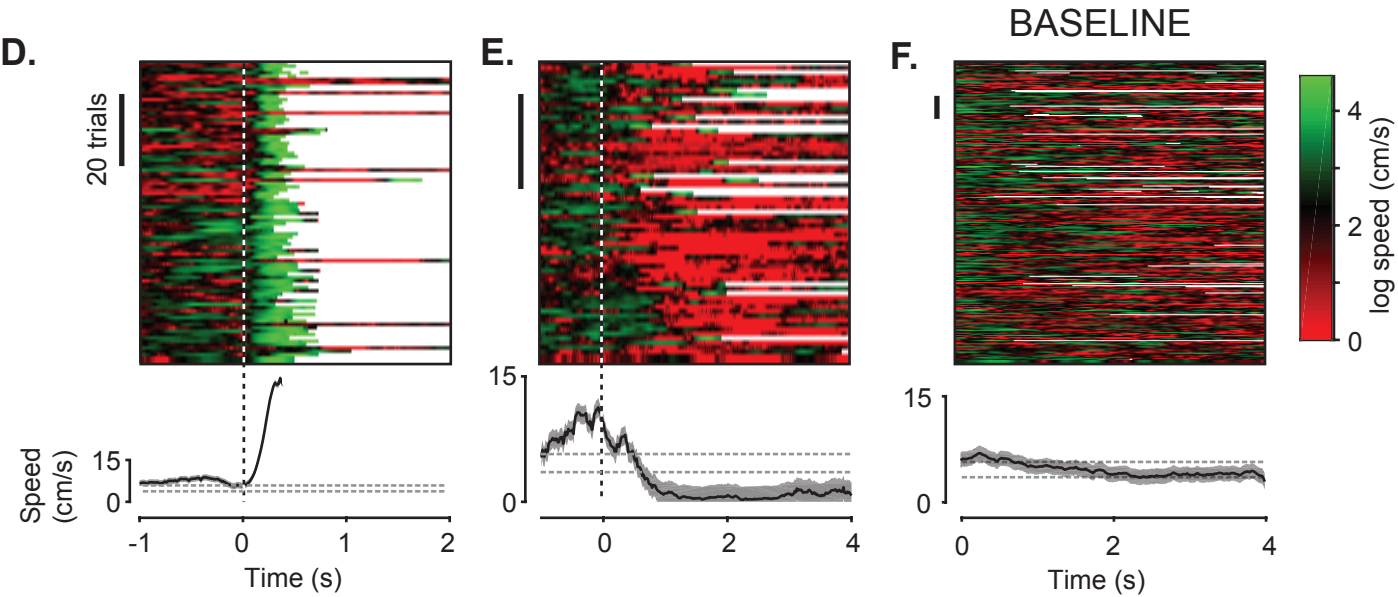 BASELINE
D.
E.
F.
20 trials
4
2
0
log speed (cm/s)
15
0
Speed
(cm/s)
15
0
15
0
-1 0 1 2
Time (s)
0 2 4
0 2 4
Time (s)